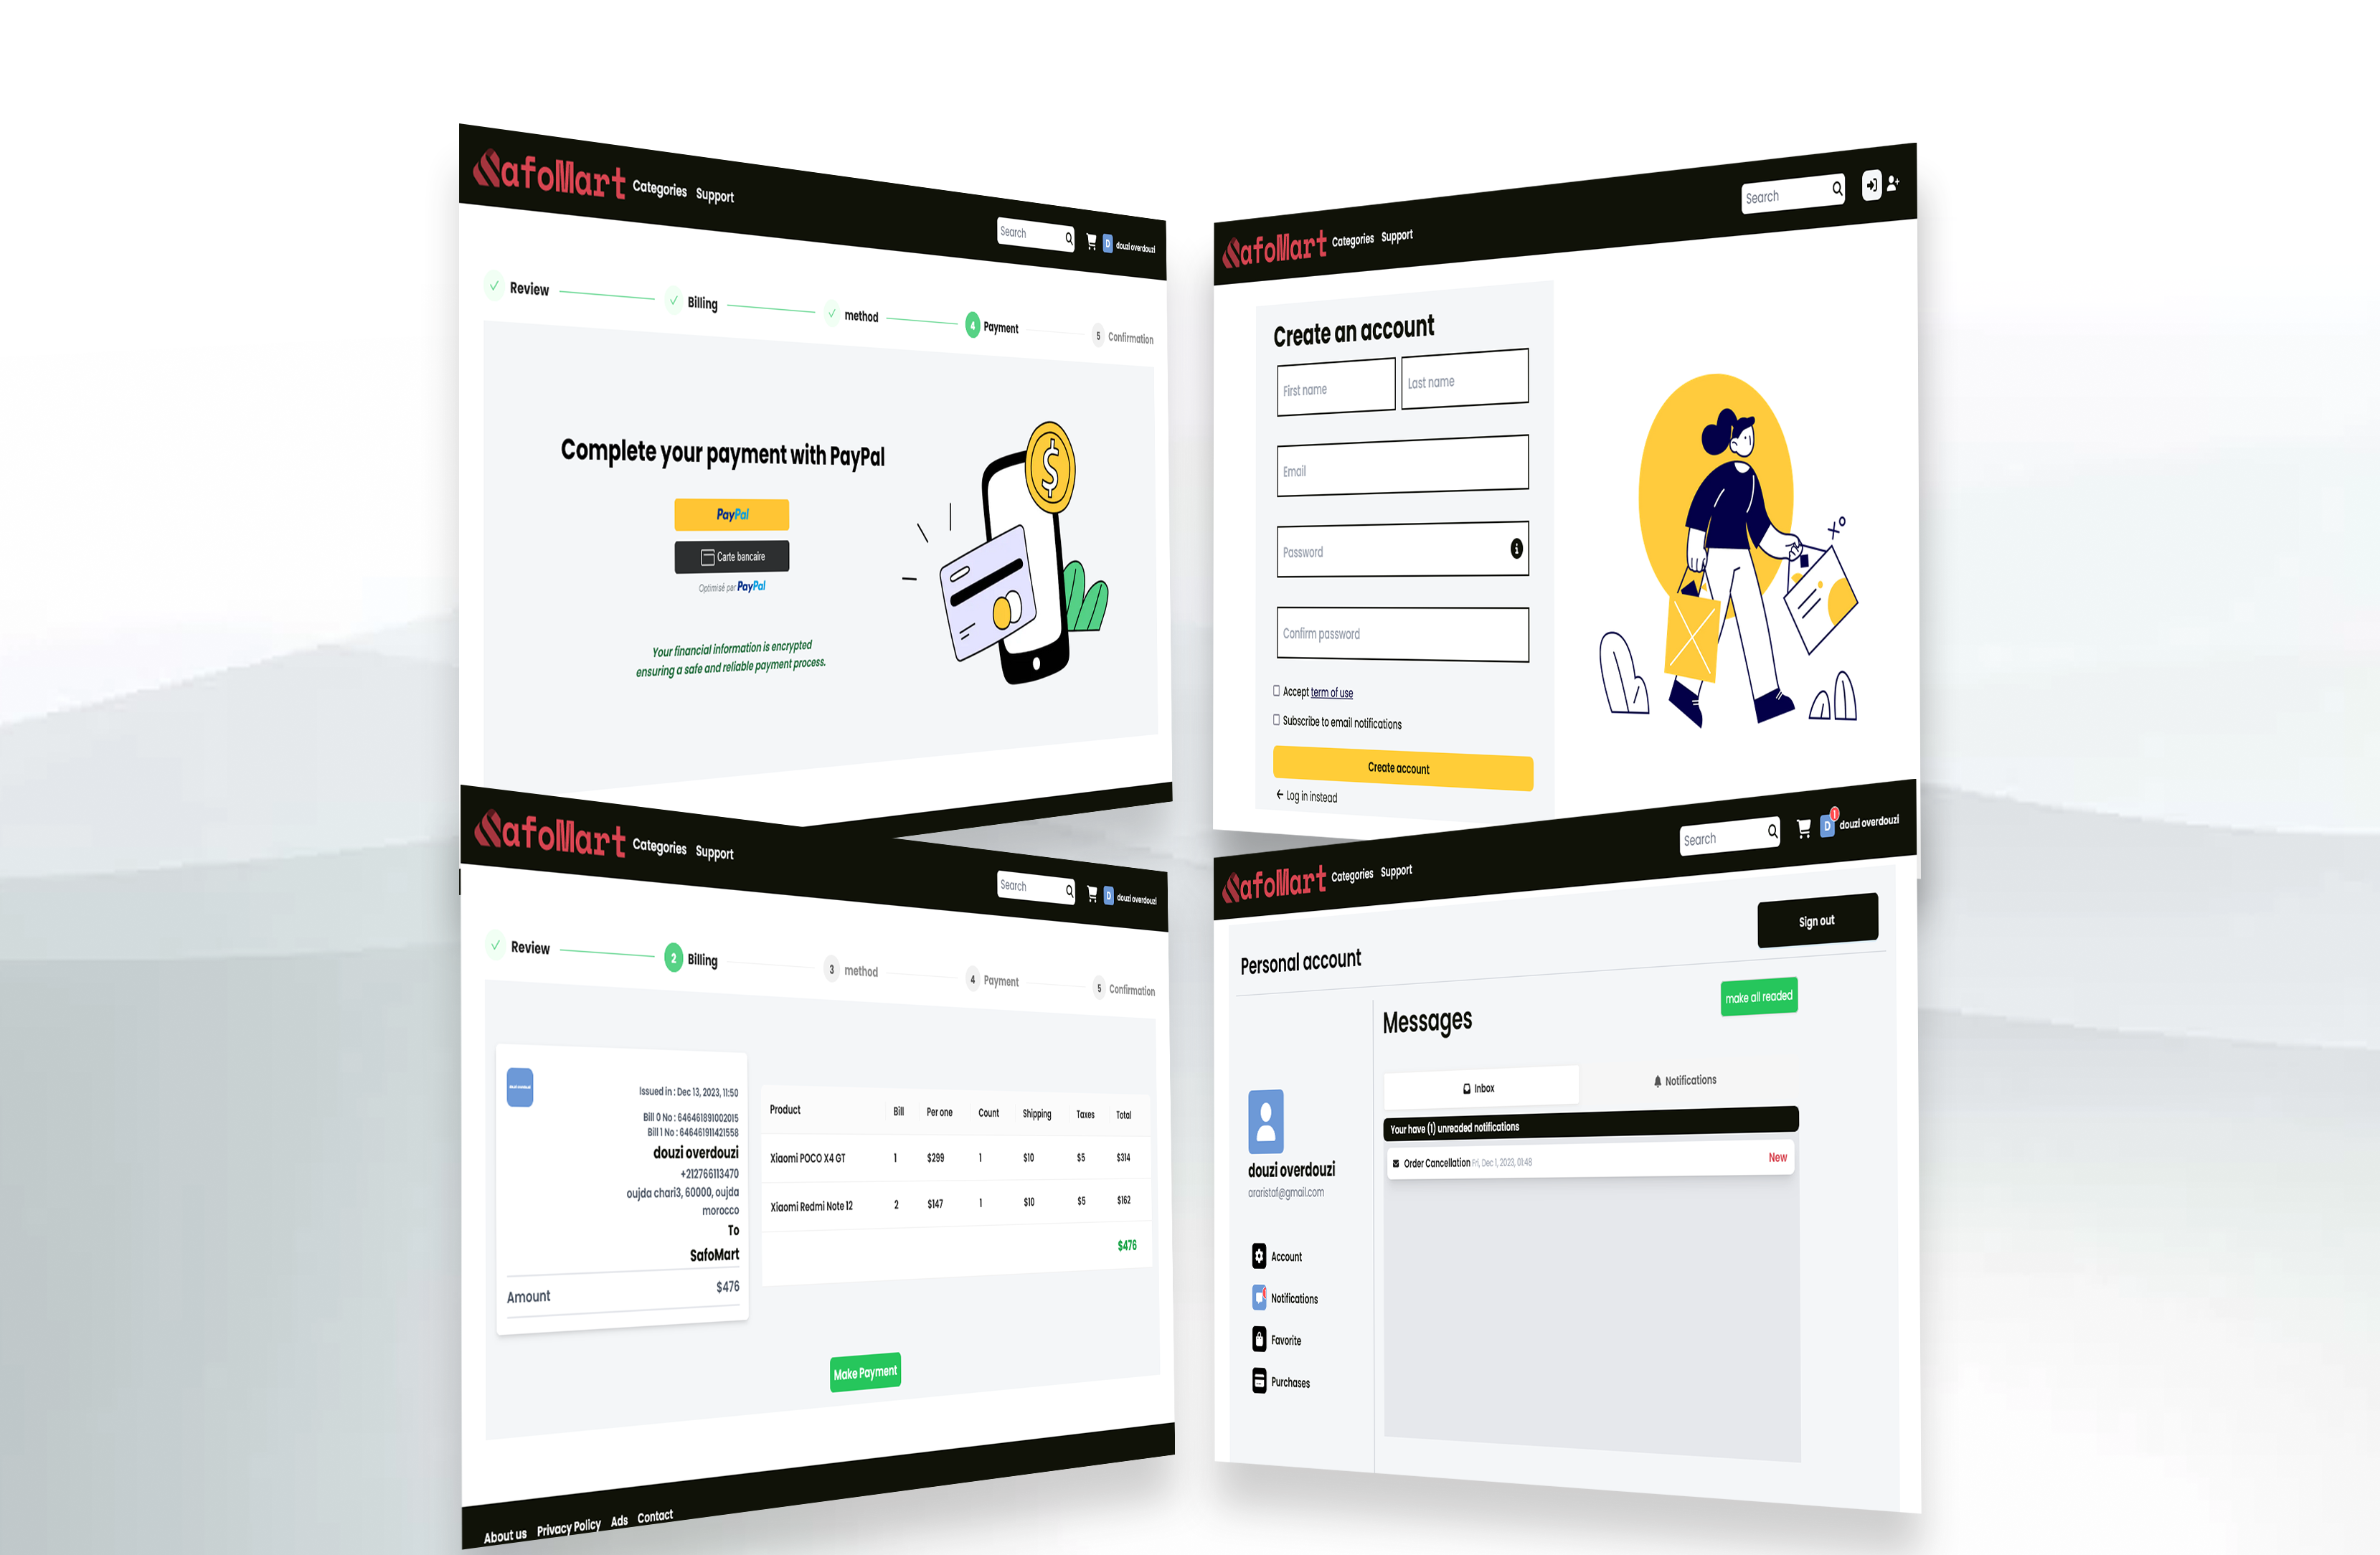 SafoMart Categories Support
Search D douzi overdouzi
Review Billing method 4 Payment 5 Confirmation
Complete your payment with PayPal
PayPal
Carte bancaire
Optimisé par PayPal
Your financial information is encrypted
ensuring a safe and reliable payment process.
$
SafoMart Categories Support
Search
Create an account
First name Last name
Email
Password
Confirm password
Accept term of use
Subscribe to email notifications
Create account
Log in instead
SafoMart Categories Support
Search D douzi overdouzi
Review 2 Billing 3 method 4 Payment 5 Confirmation
Issued in : Dec 13, 2023, 11:50
Bill 0 No : 646461891002015
Bill 1 No : 646461911421558
douzi overdouzi
+212766113470
oujda chari3, 60000, oujda
morocco
To
SafoMart
Amount $476
Product Bill Per one Count Shipping Taxes Total
Xiaomi POCO X4 GT 1 $299 1 $10 $5 $314
Xiaomi Redmi Note 12 2 $147 1 $10 $5 $162
$476
Make Payment
About us Privacy Policy Ads Contact
SafoMart Categories Support
Search D 1 douzi overdouzi
Personal account
Sign out
Messages
make all readed
Inbox Notifications
Your have (1) unreaded notifications
Order Cancellation Fri, Dec 1, 2023, 01:48 New
douzi overdouzi
araristaf@gmail.com
Account
Notifications
Favorite
Purchases